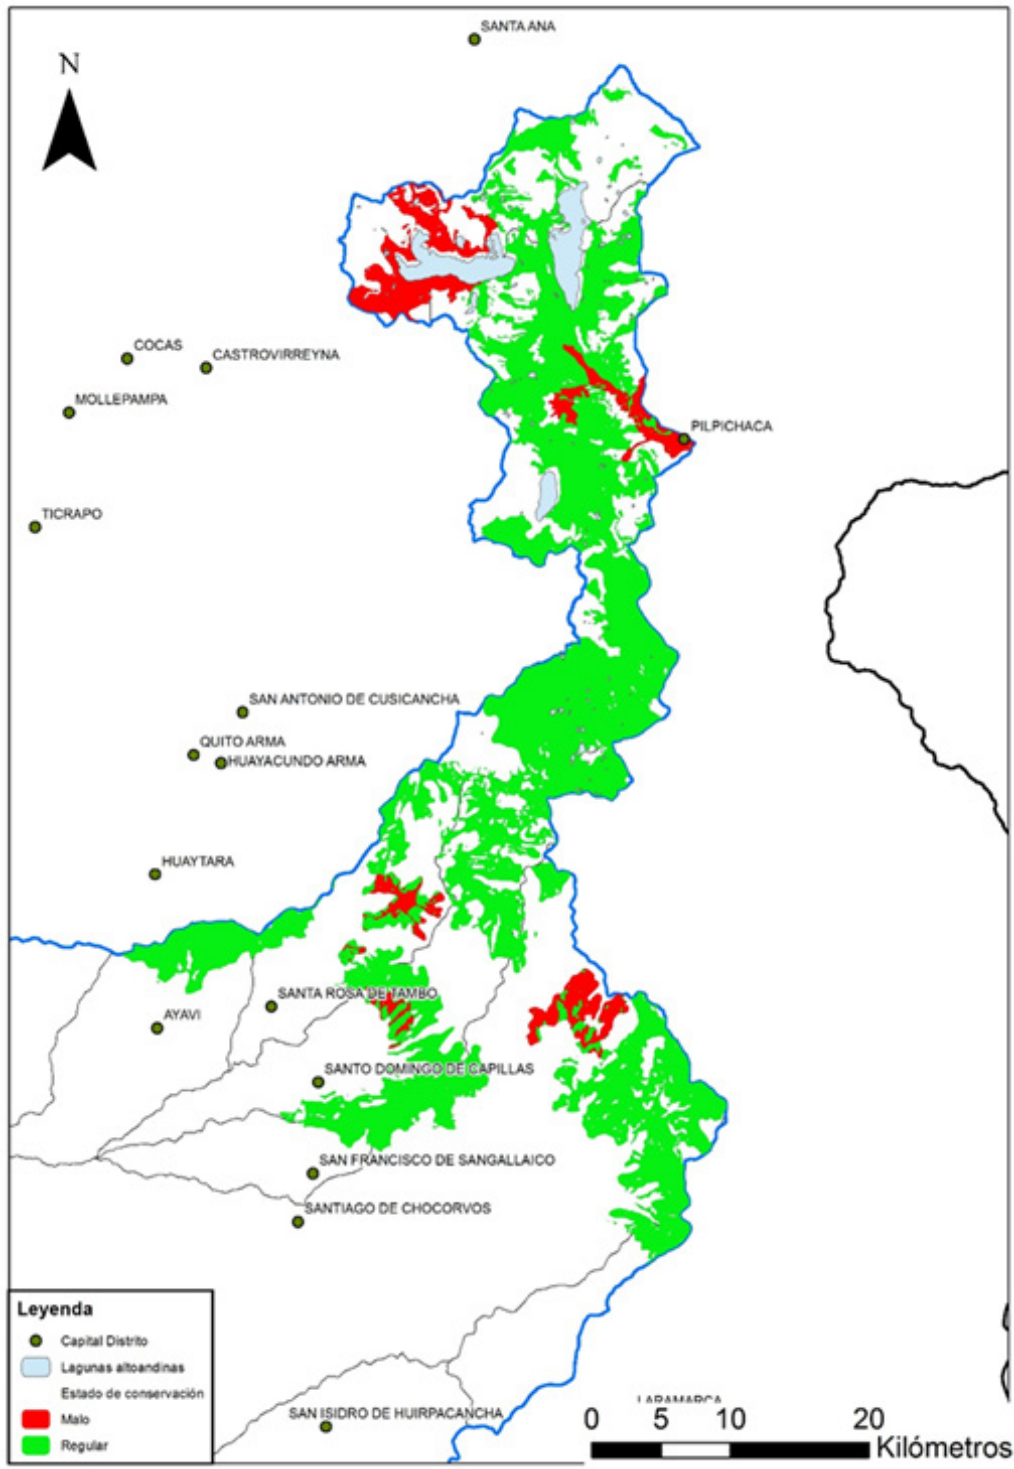 SANTA ANA
N
COCAS
CASTROVIRREYNA
MOLLEPAMPA
PILPICHACA
TICRAPO
SAN ANTONIO DE CUSICANCHA
QUITO ARMA
HUAYACUNDO ARMA
HUAYTARA
SANTA ROSA DE TAMBO
AYAVI
SANTO DOMINGO DE CAPILLAS
SAN FRANCISCO DE SANGALLAICO
SANTIAGO DE CHOCORVOS
Leyenda
Capital Distrito
Lagunas altoandinas
Estado de conservación
Malo
Regular
SAN ISIDRO DE HUIRPACANCHA
LARAMARCA
0 5 10 20
Kilómetros